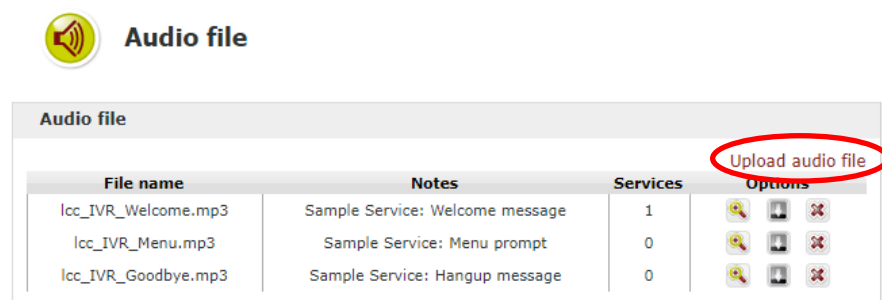 Audio file
Audio file
Upload audio file
File name Notes Services Options
lcc_IVR_Welcome.mp3 Sample Service: Welcome message 1
lcc_IVR_Menu.mp3 Sample Service: Menu prompt 0
lcc_IVR_Goodbye.mp3 Sample Service: Hangup message 0